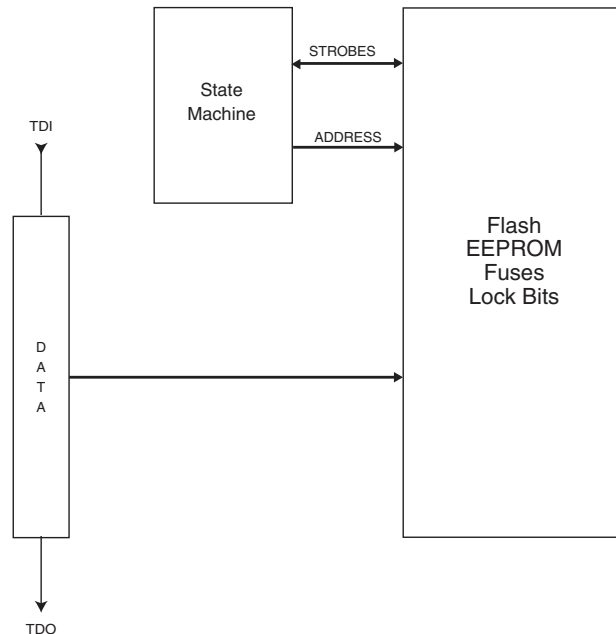 STROBES
State
Machine
ADDRESS
TDI
Flash
EEPROM
Fuses
Lock Bits
D
A
T
A
TDO